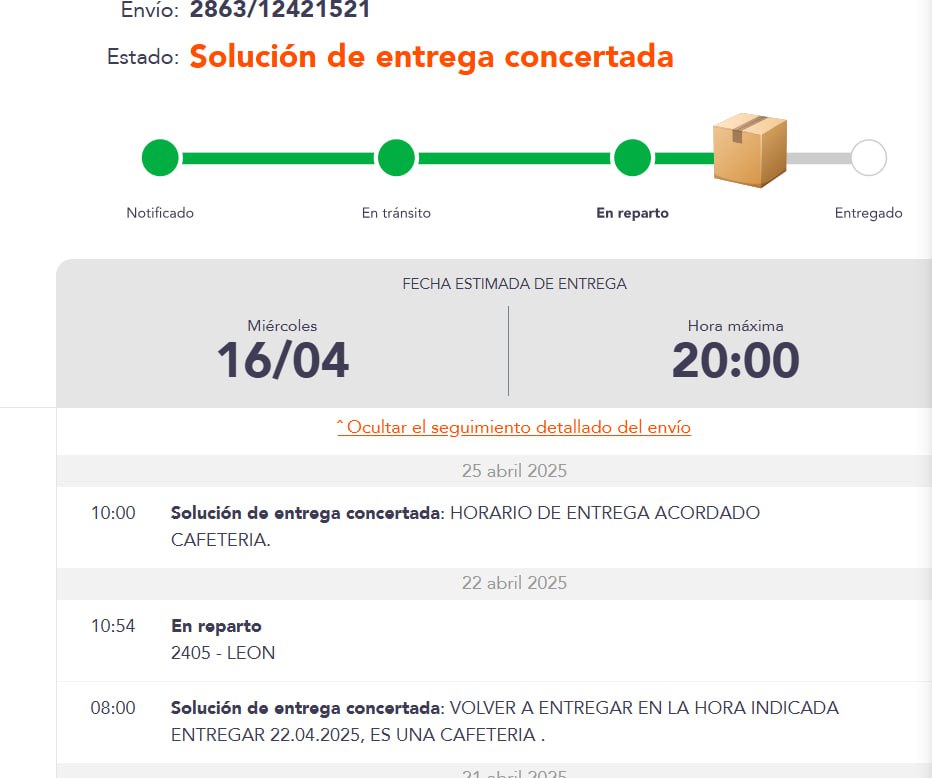 Envío: 2863/12421521
Estado: Solución de entrega concertada
Notificado
En tránsito
En reparto
Entregado
FECHA ESTIMADA DE ENTREGA
Miércoles
16/04
Hora máxima
20:00
ˆ Ocultar el seguimiento detallado del envío
25 abril 2025
10:00 Solución de entrega concertada: HORARIO DE ENTREGA ACORDADO
CAFETERIA.
22 abril 2025
10:54 En reparto
2405 - LEON
08:00 Solución de entrega concertada: VOLVER A ENTREGAR EN LA HORA INDICADA
ENTREGAR 22.04.2025, ES UNA CAFETERIA .
21 abril 2025